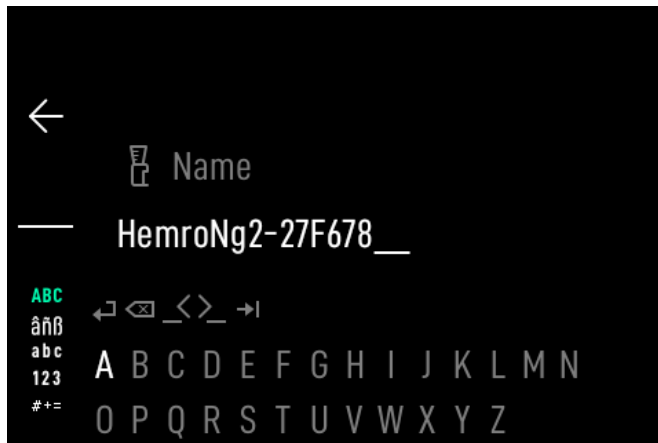 Name
HemroNg2-27F678__
ABC
âñß
abc
123
#+=
_< >_
A B C D E F G H I J K L M N
O P Q R S T U V W X Y Z